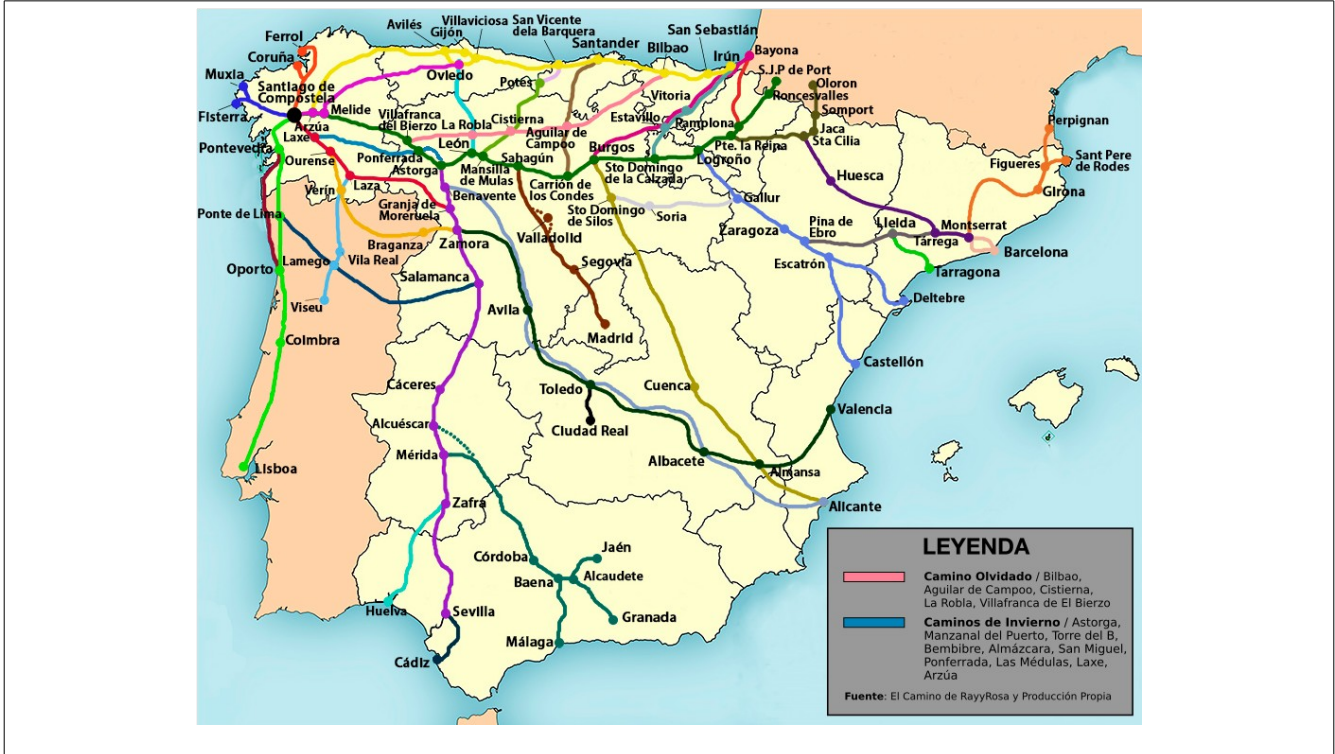 Ferrol
Coruña
Muxia
Fisterra
Santiago de
Compostela
Arzúa
Melide
Avilés
Gijón
Villaviciosa
San Vicente
dela Barquera
Santander
Bilbao
San Sebastián
Irún
Bayona
S.J.P de Port
Oloron
Roncesvalles
Somport
Oviedo
Potes
Vitoria
Estavillo
Pamplona
Jaca
Sta Cilia
Perpignan
Figueres
Sant Pere
de Rodes
Girona
Villafranca
del Bierzo
La Robla
Cistierna
Aguilar de
Campoo
Laxe
Pontevedra
Ourense
Ponferrada
Astorga
León
Mansilla
de Mulas
Sahagún
Burgos
Sto Domingo
de la Calzada
Logroño
Pte. la Reina
Huesca
Carrión de
los Condes
Verín
Laza
Benavente
Granja de
Moreruela
Sto Domingo
de Silos
Soria
Gallur
Ponte de Lima
Braganza
Zamora
Valladolid
Zaragoza
Pina de
Ebro
Lleida
Tárrega
Montserrat
Barcelona
Oporto
Lamego
Vila Real
Salamanca
Segovia
Escatrón
Tarragona
Viseu
Avila
Madrid
Deltebre
Coimbra
Castellón
Cáceres
Toledo
Cuenca
Alcuéscar
Ciudad Real
Valencia
Mérida
Albacete
Almansa
Lisboa
Zafra
Alicante
Córdoba
Jaén
Baena
Alcaudete
Huelva
Sevilla
Granada
Málaga
Cádiz
LEYENDA
Camino Olvidado / Bilbao,
Aguilar de Campoo, Cistierna,
La Robla, Villafranca de El Bierzo
Caminos de Invierno / Astorga,
Manzanal del Puerto, Torre del B,
Bembibre, Almázcara, San Miguel,
Ponferrada, Las Médulas, Laxe,
Arzúa
Fuente: El Camino de RayyRosa y Producción Propia